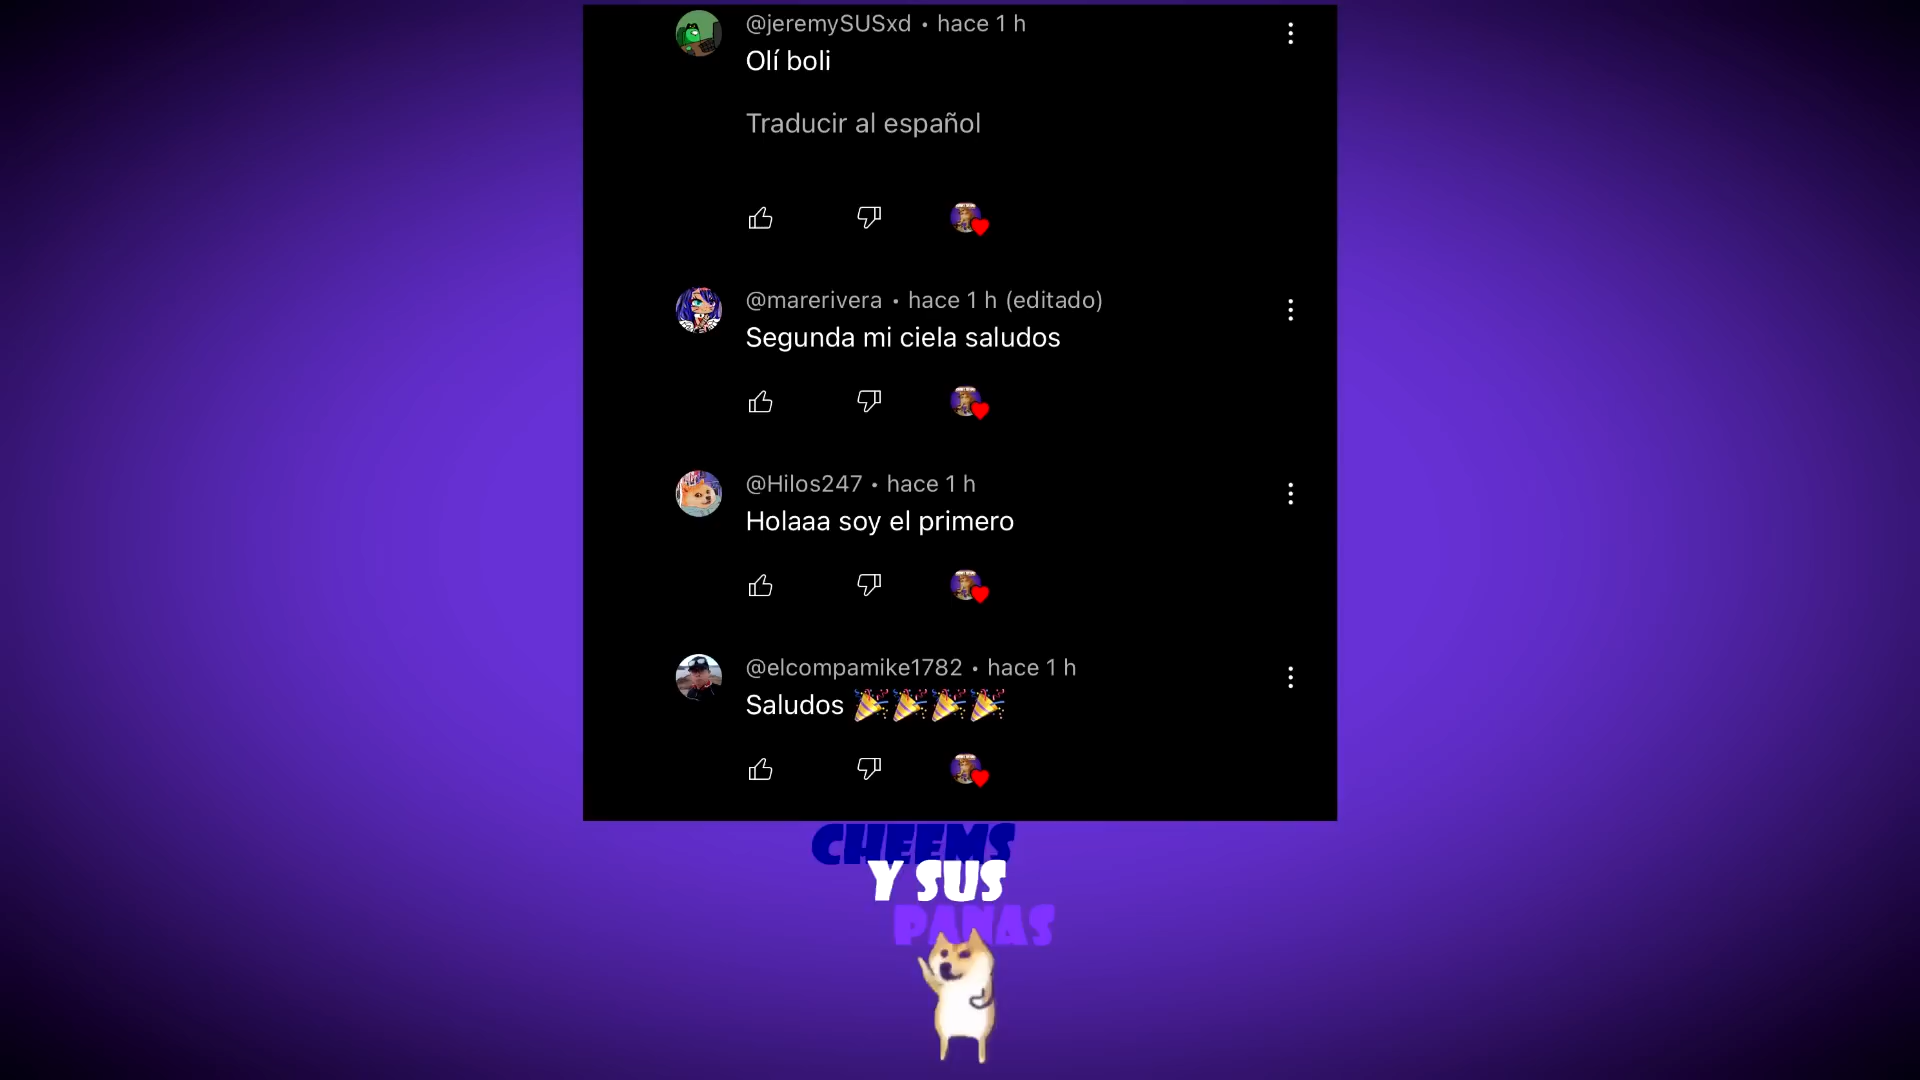 @jeremySUSxd • hace 1 h
Olí boli
Traducir al español
@marerivera • hace 1 h (editado)
Segunda mi ciela saludos
@Hilos247 • hace 1 h
Holaaa soy el primero
@elcompamike1782 • hace 1 h
Saludos 🎉🎉🎉🎉
CHEEMS
Y SUS
PANAS